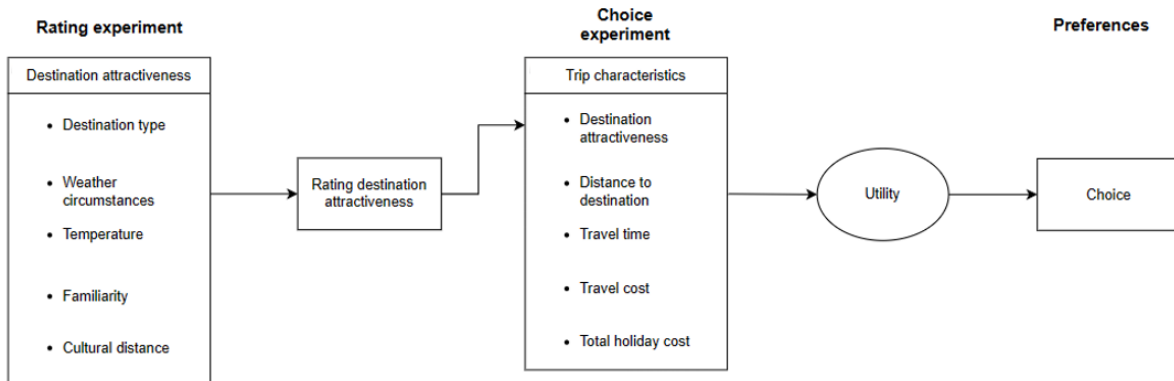 Rating experiment
Destination attractiveness
• Destination type
• Weather
circumstances
• Temperature
• Familiarity
• Cultural distance
Rating destination
attractiveness
Choice
experiment
Trip characteristics
• Destination
attractiveness
• Distance to
destination
• Travel time
• Travel cost
• Total holiday cost
Utility
Preferences
Choice